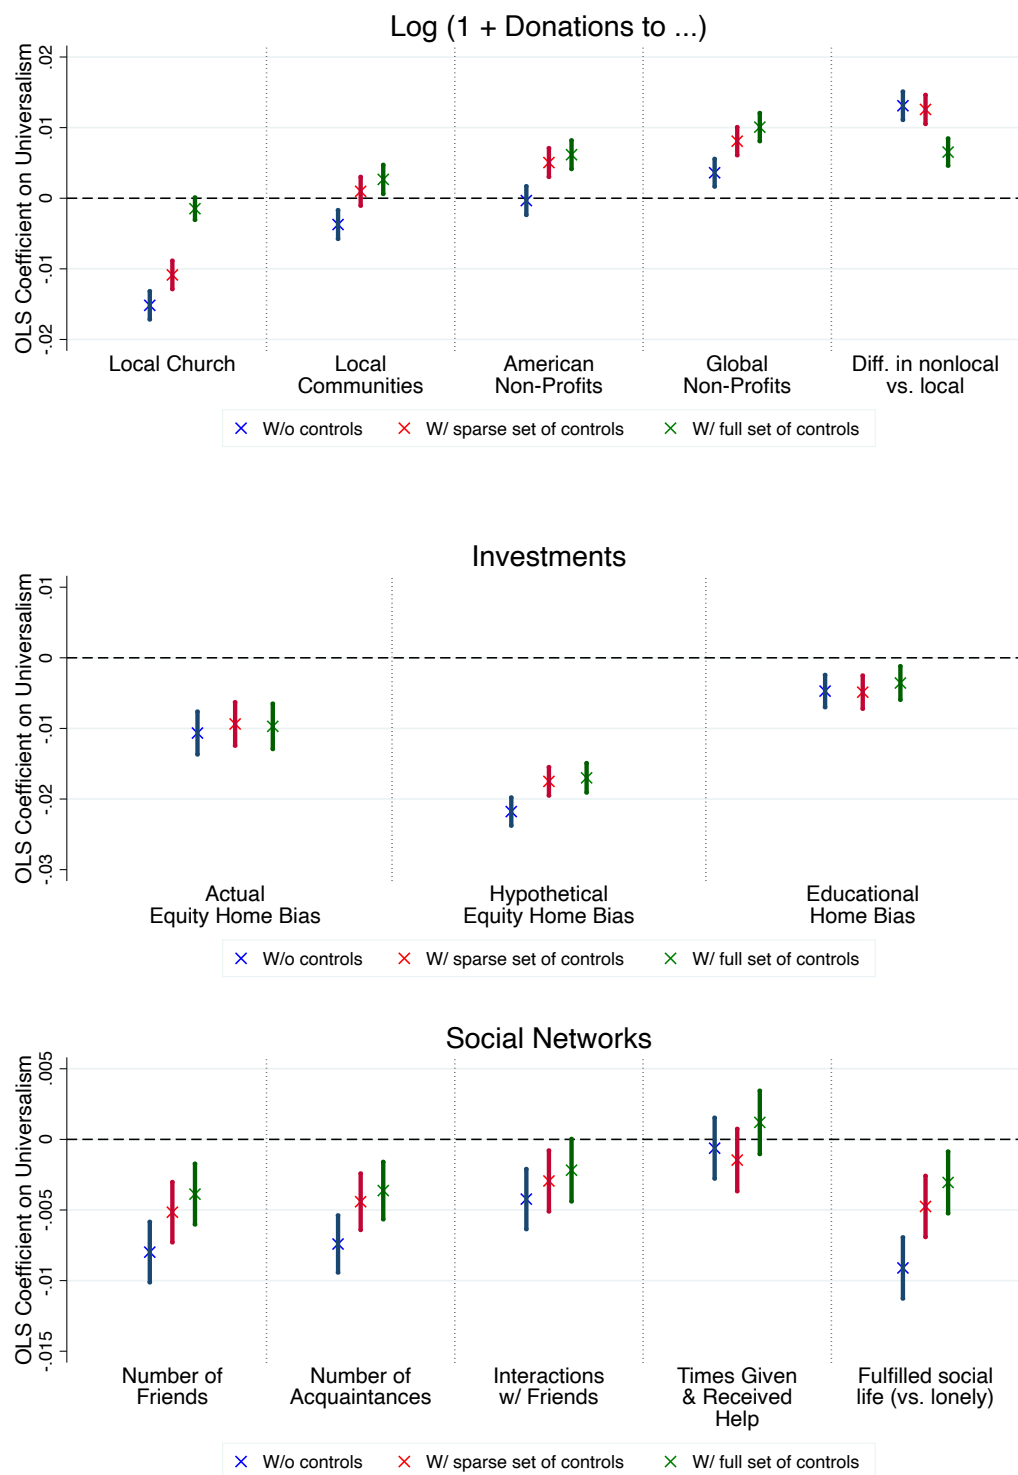 Log (1 + Donations to ...)
OLS Coefficient on Universalism
.02
.01
0
-.01
-.02
Local Church
Local
Communities
American
Non-Profits
Global
Non-Profits
Diff. in nonlocal
vs. local
W/o controls
W/ sparse set of controls
W/ full set of controls
Investments
OLS Coefficient on Universalism
.01
0
-.01
-.02
-.03
Actual
Equity Home Bias
Hypothetical
Equity Home Bias
Educational
Home Bias
W/o controls
W/ sparse set of controls
W/ full set of controls
Social Networks
OLS Coefficient on Universalism
.005
0
-.005
-.01
-.015
Number of
Friends
Number of
Acquaintances
Interactions
w/ Friends
Times Given
& Received
Help
Fulfilled social
life (vs. lonely)
W/o controls
W/ sparse set of controls
W/ full set of controls